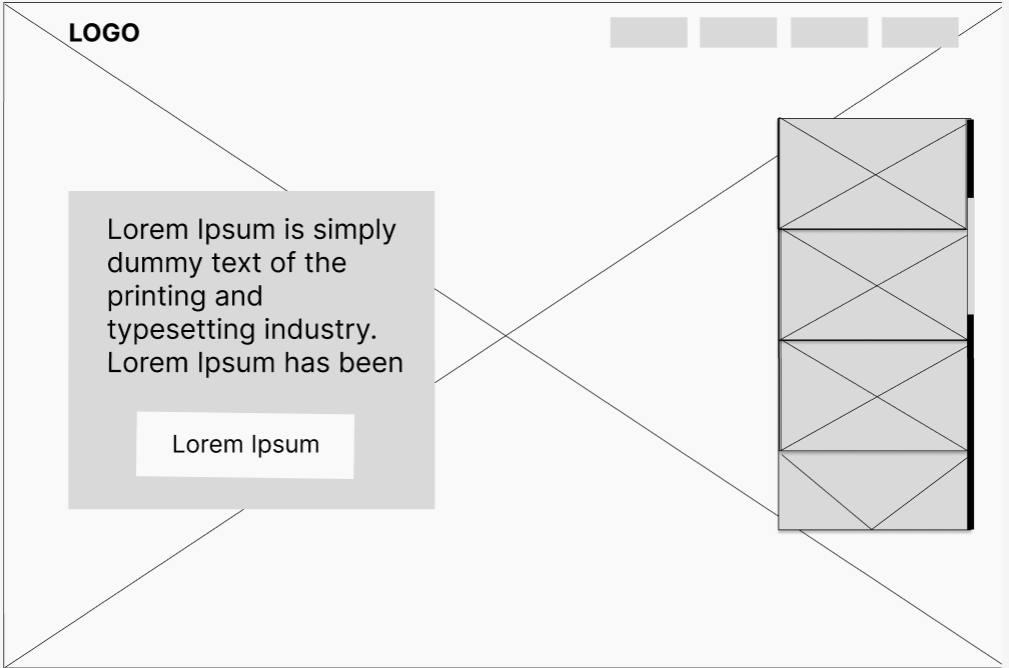 LOGO
Lorem Ipsum is simply
dummy text of the
printing and
typesetting industry.
Lorem Ipsum has been
Lorem Ipsum